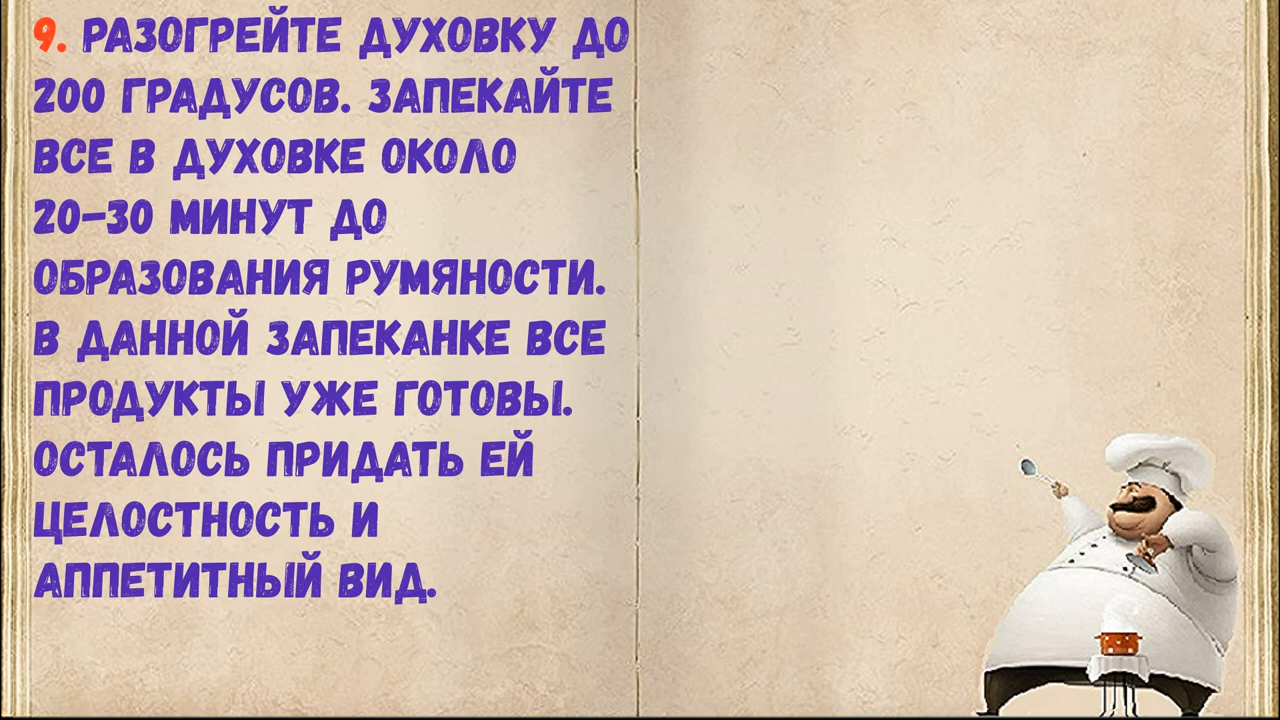 9. РАЗОГРЕЙТЕ ДУХОВКУ ДО
200 ГРАДУСОВ. ЗАПЕКАЙТЕ
ВСЕ В ДУХОВКЕ ОКОЛО
20-30 МИНУТ ДО
ОБРАЗОВАНИЯ РУМЯНОСТИ.
В ДАННОЙ ЗАПЕКАНКЕ ВСЕ
ПРОДУКТЫ УЖЕ ГОТОВЫ.
ОСТАЛОСЬ ПРИДАТЬ ЕЙ
ЦЕЛОСТНОСТЬ И
АППЕТИТНЫЙ ВИД.